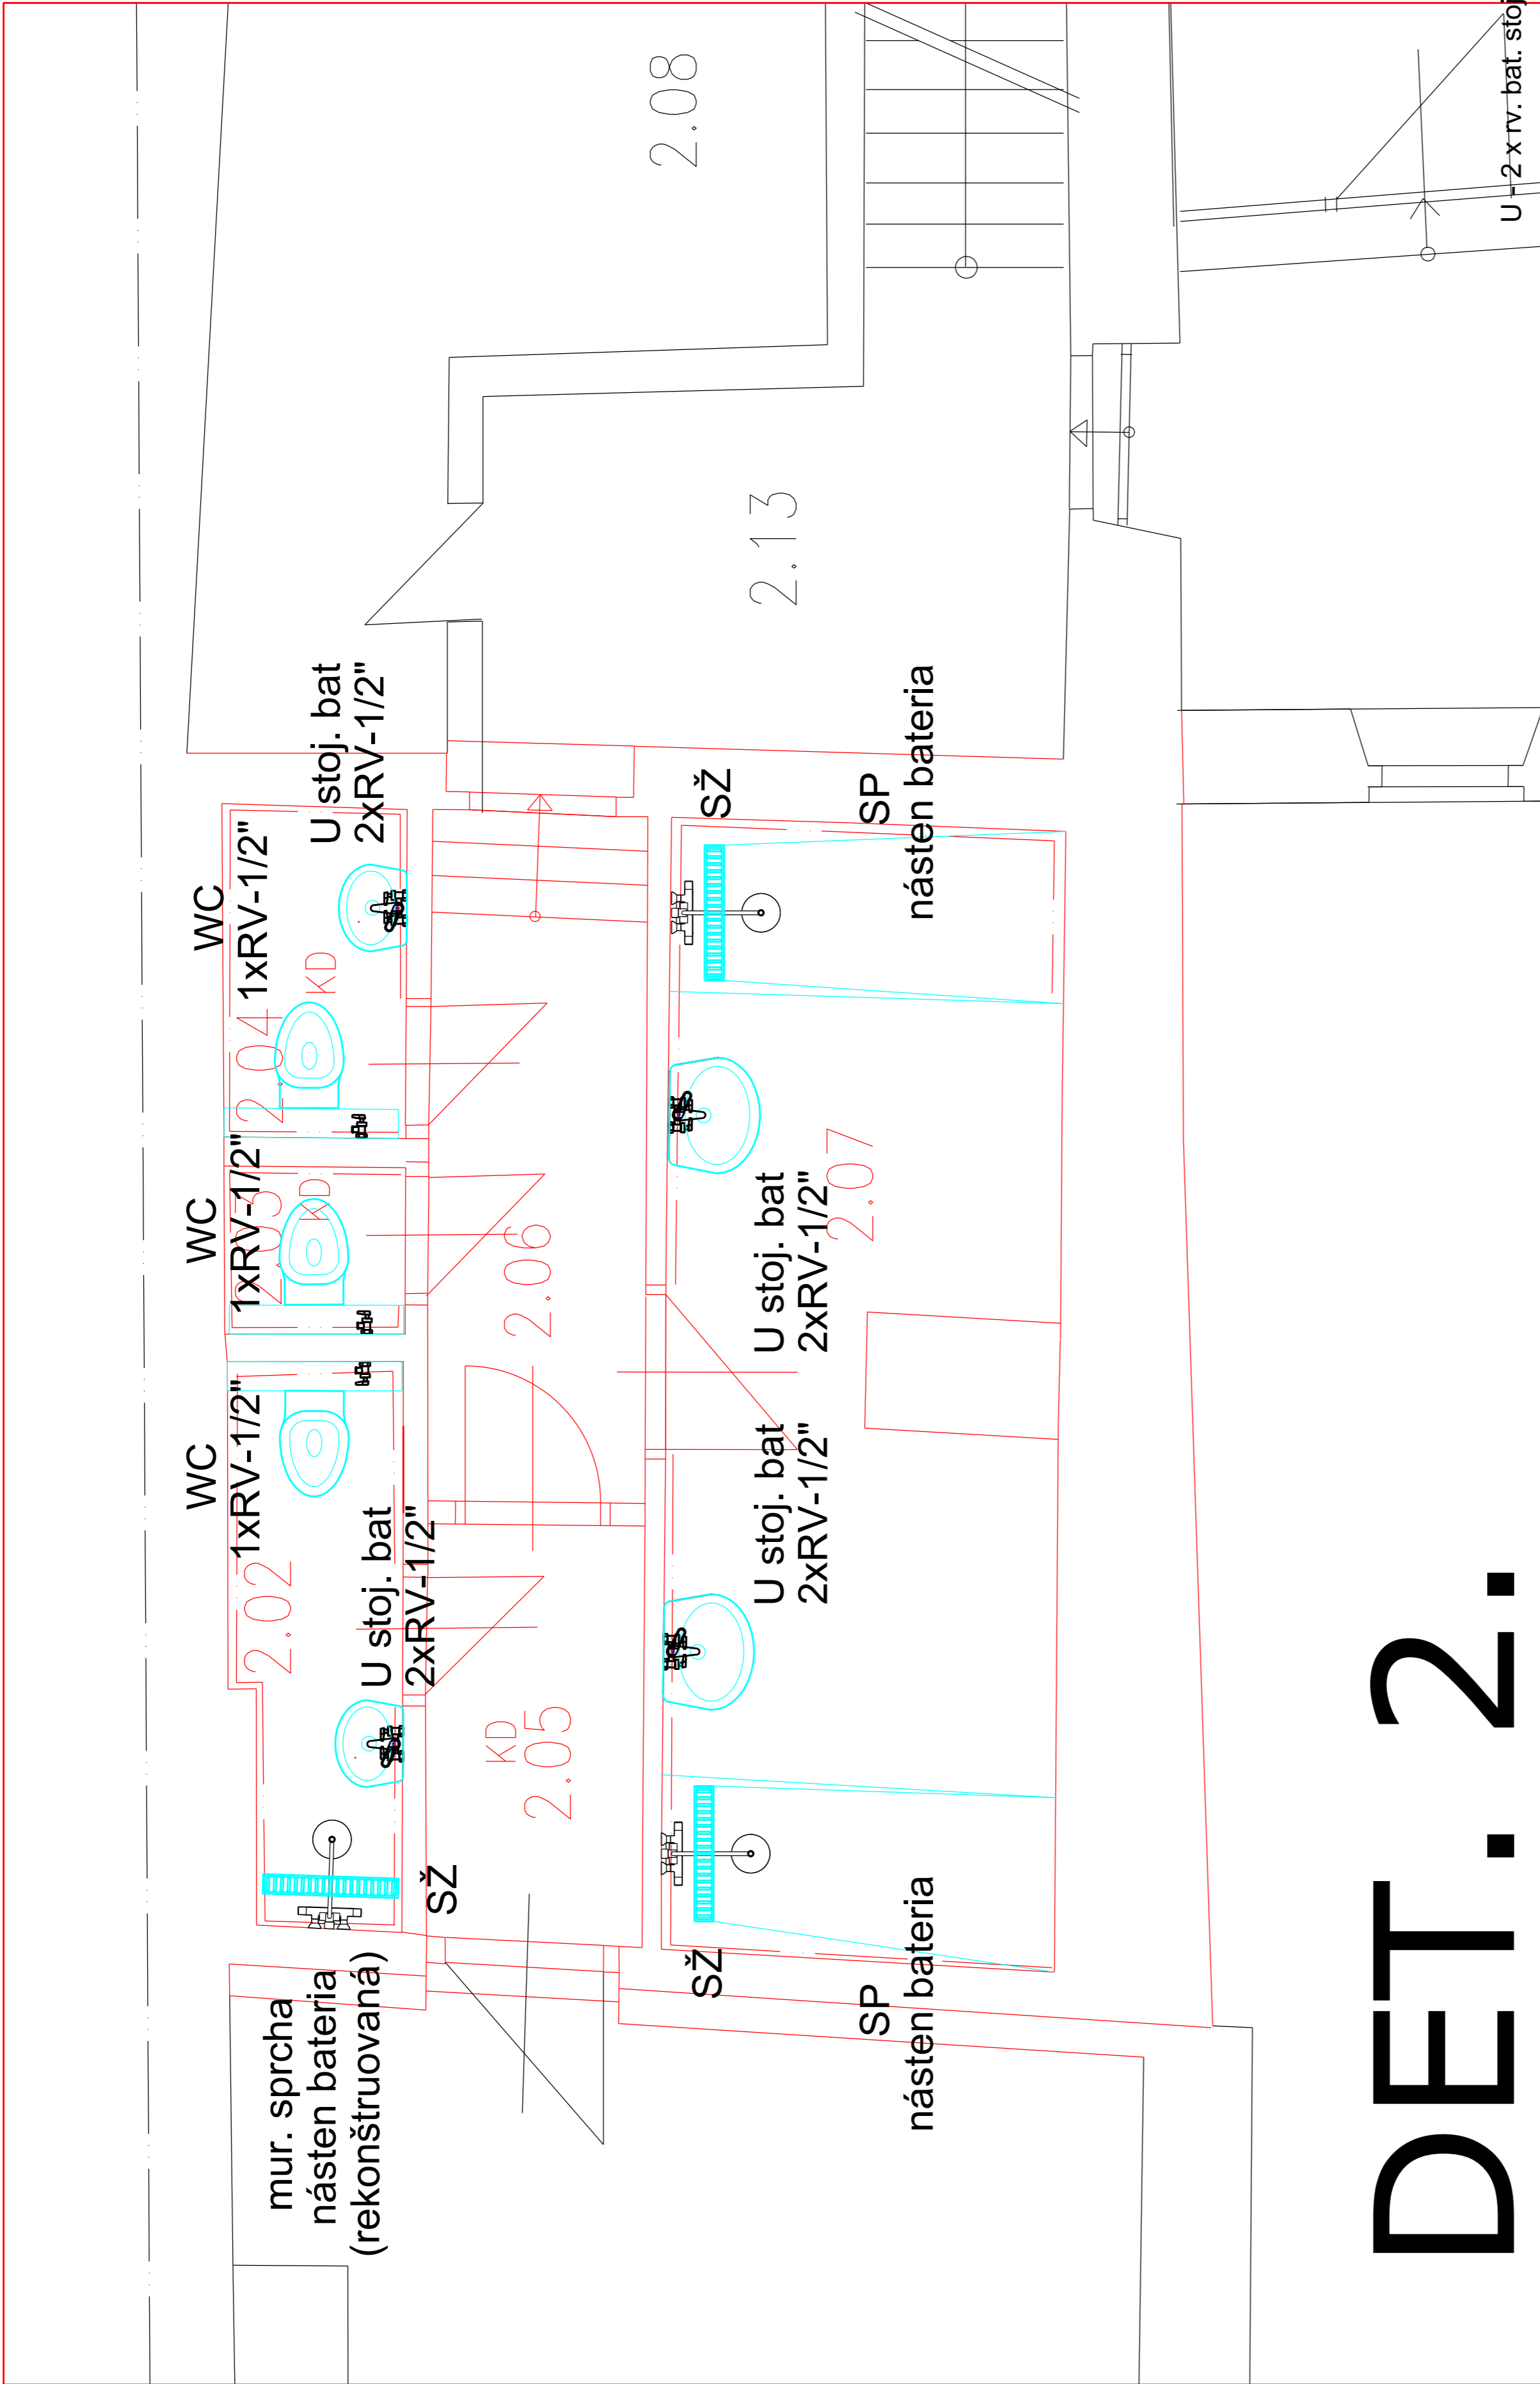 WC
1xRV-1/2"
2.02
U stoj. bat
2xRV-1/2"
WC
1xRV-1/2"
2.03
KD
WC
1xRV-1/2"
2.04
KD
U stoj. bat
2xRV-1/2"
mur. sprcha
násten bateria
(rekonštruovaná)
SŽ
KD
2.05
2.06
2.08
2.13
SŽ
SP
násten bateria
U stoj. bat
2xRV-1/2"
U stoj. bat
2xRV-1/2"
2.07
SŽ
SP
násten bateria
DET. 2.
U - 2 x rv. bat. stoj